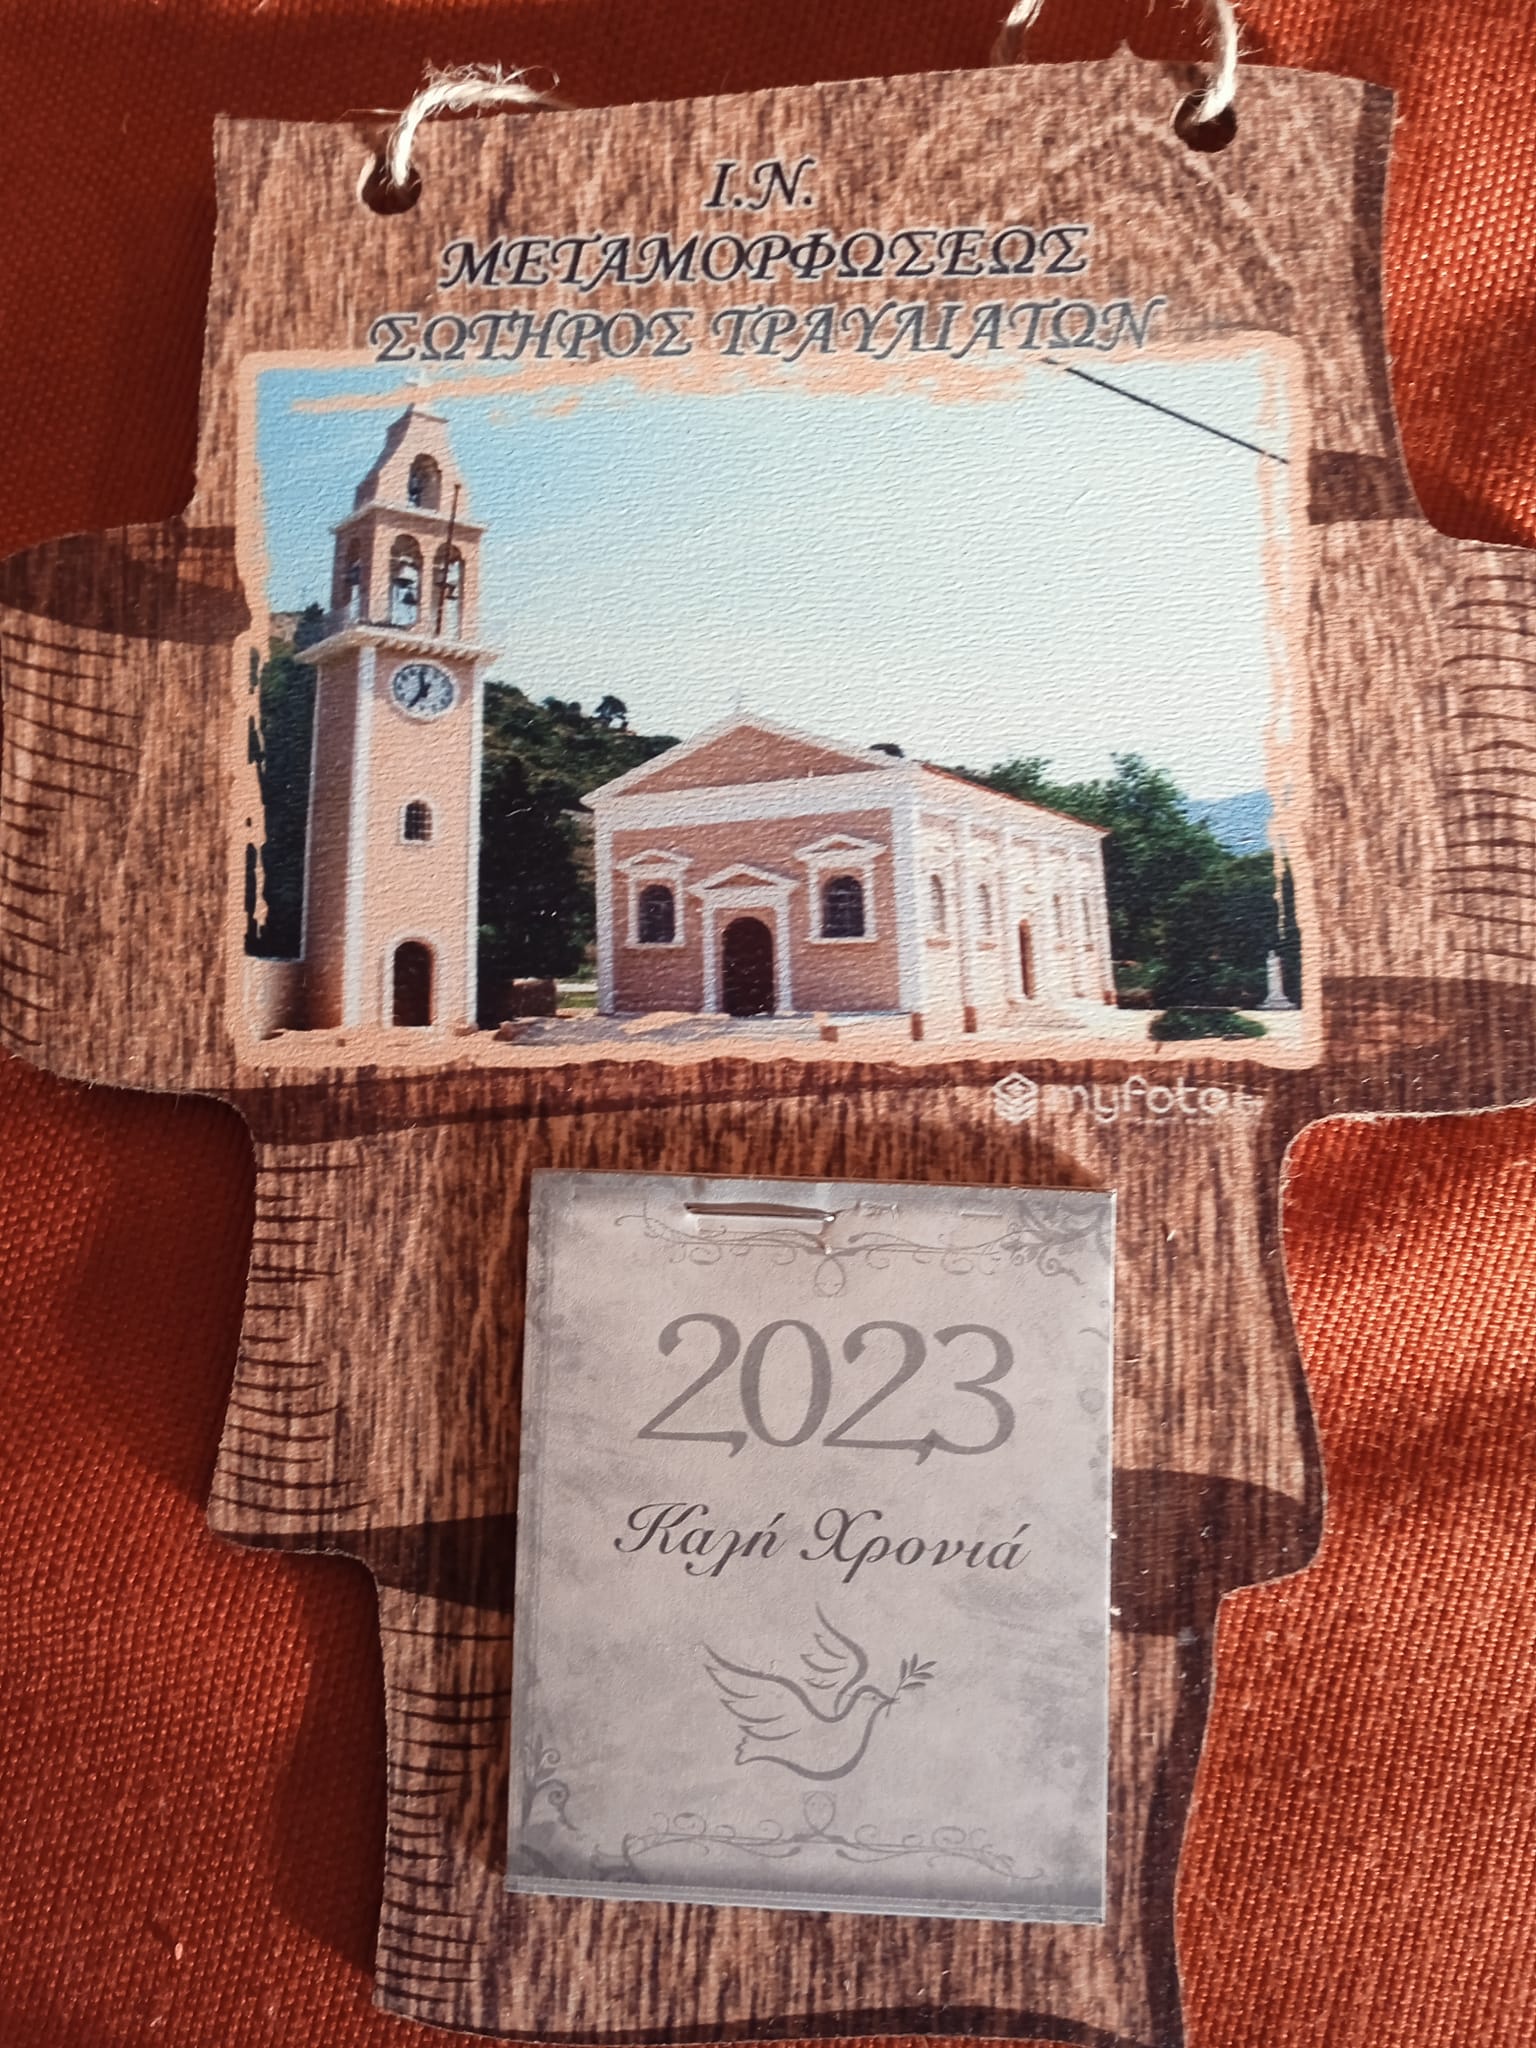 Ι.Ν.
ΜΕΤΑΜΟΡΦΩΣΕΩΣ
ΣΩΤΗΡΟΣ ΤΡΑΥΛΙΑΤΩΝ
myfoto
2023
Καλή Χρονιά